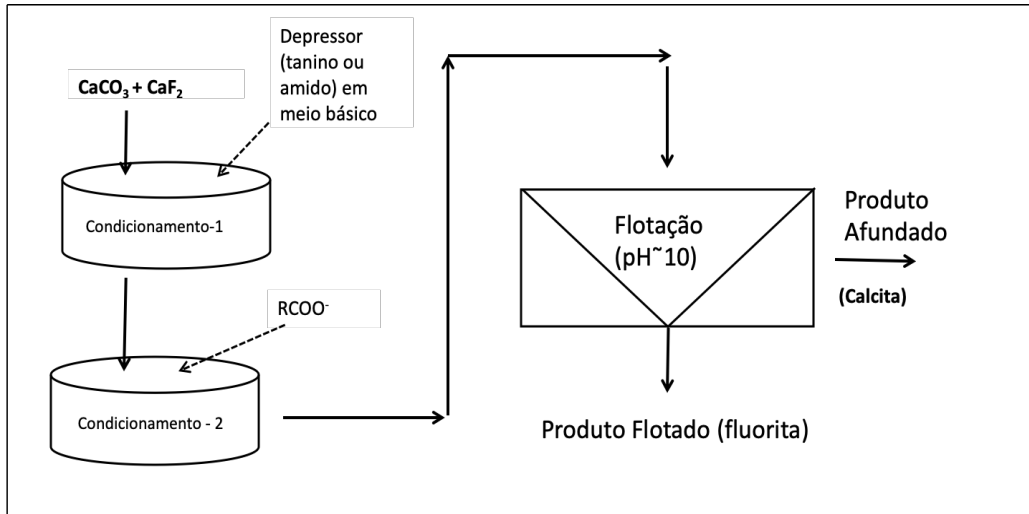 Depressor
(tanino ou
amido) em
meio básico
CaCO₃ + CaF₂
Condicionamento-1
RCOO⁻
Condicionamento - 2
Flotação
(pH~10)
Produto
Afundado
(Calcita)
Produto Flotado (fluorita)